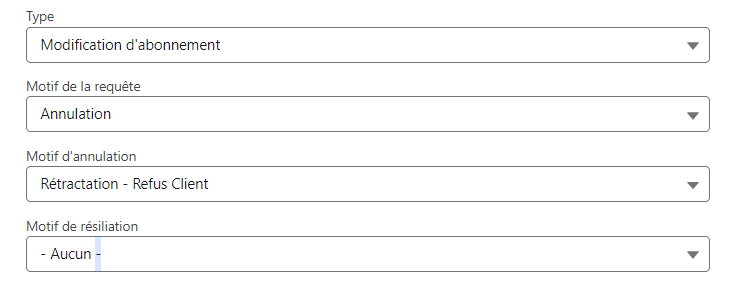 Type
Modification d'abonnement
Motif de la requête
Annulation
Motif d'annulation
Rétractation - Refus Client
Motif de résiliation
- Aucun -